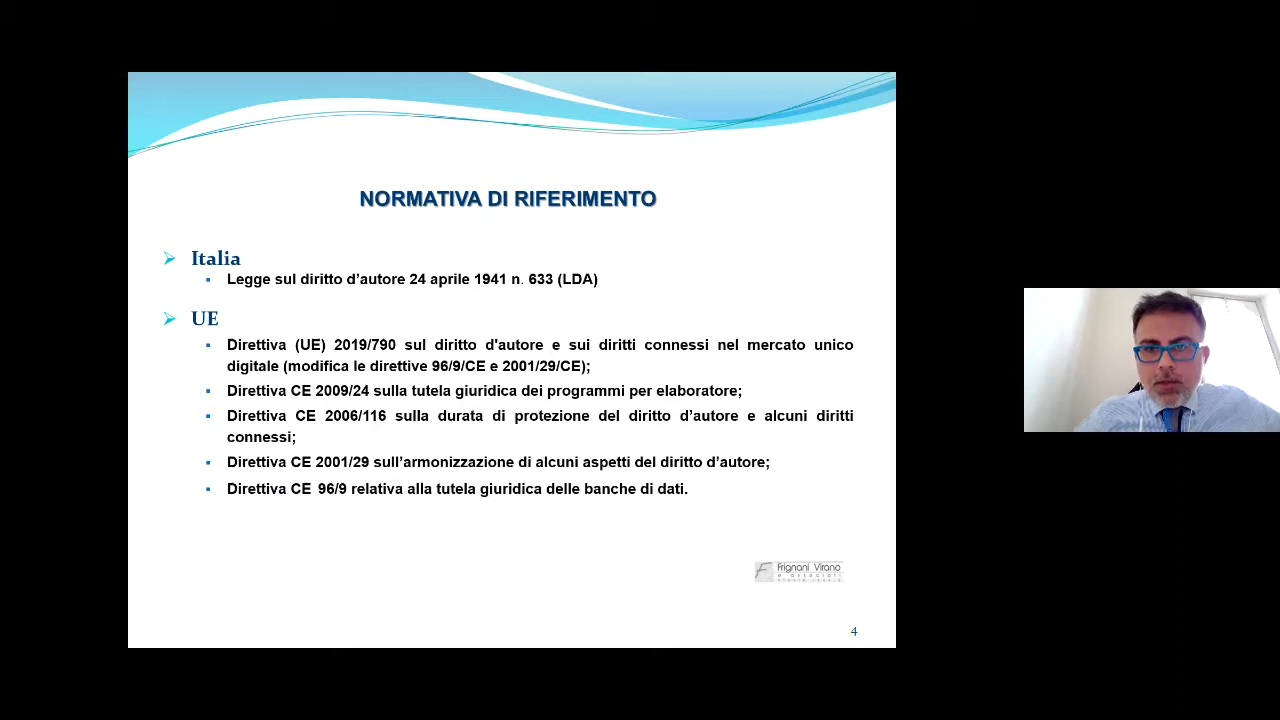 NORMATIVA DI RIFERIMENTO
Italia
Legge sul diritto d’autore 24 aprile 1941 n. 633 (LDA)
UE
Direttiva (UE) 2019/790 sul diritto d'autore e sui diritti connessi nel mercato unico
digitale (modifica le direttive 96/9/CE e 2001/29/CE);
Direttiva CE 2009/24 sulla tutela giuridica dei programmi per elaboratore;
Direttiva CE 2006/116 sulla durata di protezione del diritto d’autore e alcuni diritti
connessi;
Direttiva CE 2001/29 sull’armonizzazione di alcuni aspetti del diritto d’autore;
Direttiva CE 96/9 relativa alla tutela giuridica delle banche di dati.
Frignani Virano
e associati
4